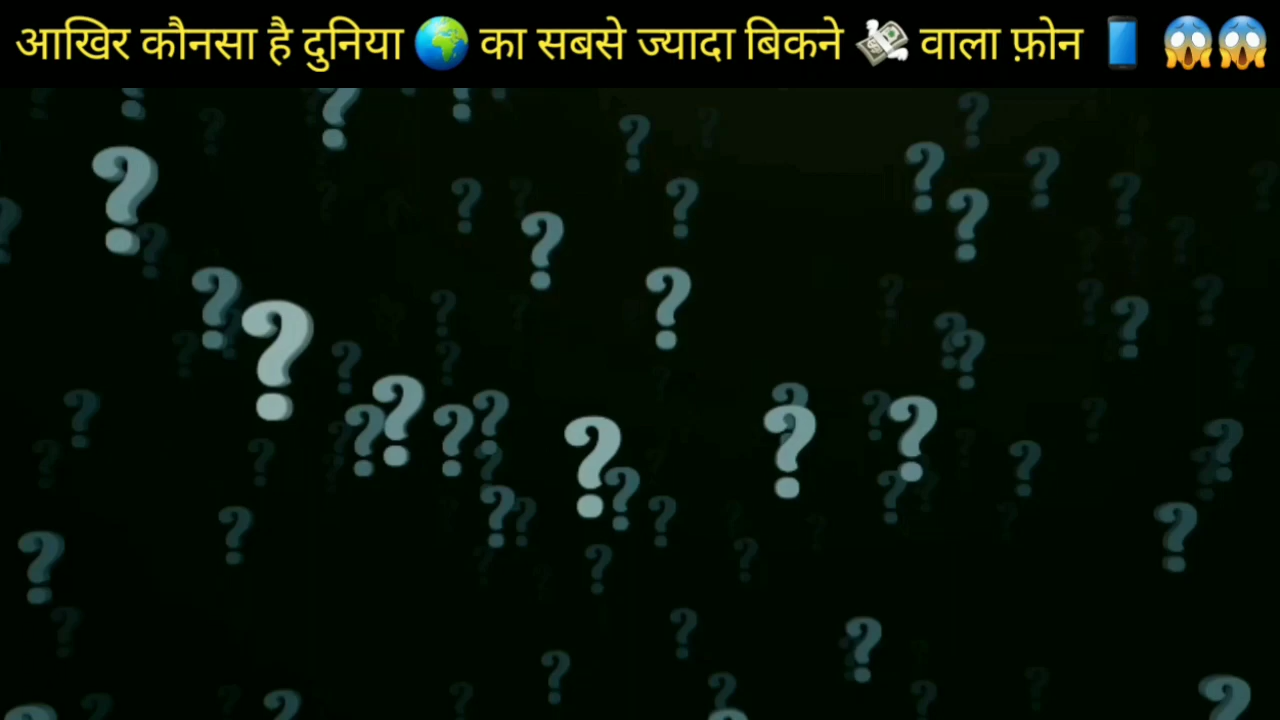 आखिर कौनसा है दुनिया 🌍 का सबसे ज्यादा बिकने 💸 वाला फ़ोन 📱 😱😱